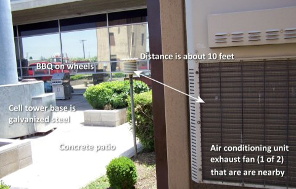 Distance is about 10 feet
BBQ on wheels
Cell tower base is
galvanized steel
Concrete patio
Air conditioning unit
exhaust fan (1 of 2)
that are are nearby